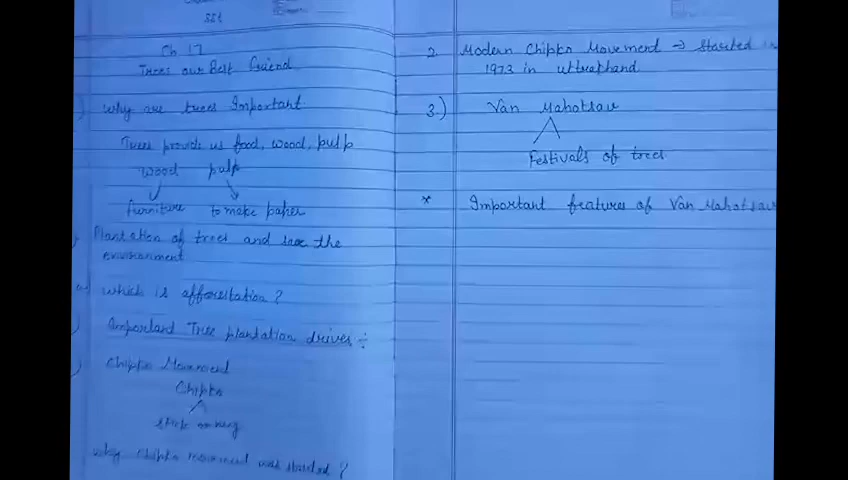 SSt
Ch 17
Trees our Best friend
Why are trees Important
Trees provide us food, wood, pulp
wood pulp
furniture to make paper
Plantation of trees and save the
environment
which is afforestation?
Important Tree plantation drives ÷
Chipko Movement
Chipko
stick or hug
why Chipko movement was started ?
2. Modern Chipko Movement → started in
1973 in uttrakhand
3.) Van Mahotsav
Festivals of trees
* Important features of Van Mahotsav